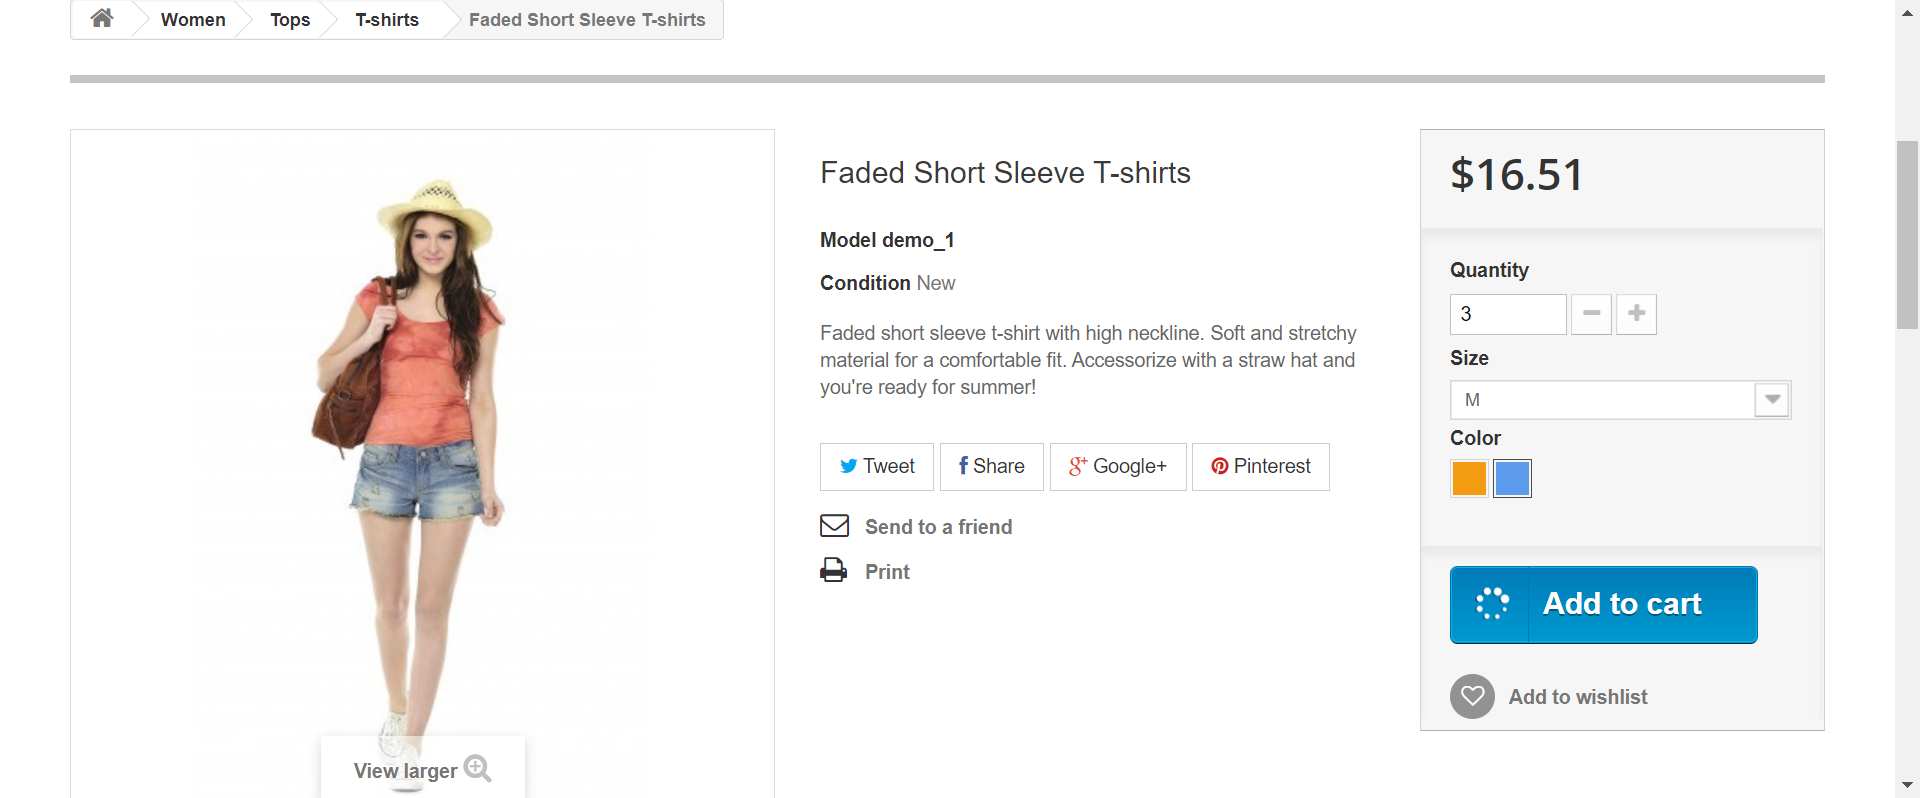 Women
Tops
T-shirts
Faded Short Sleeve T-shirts
View larger
Faded Short Sleeve T-shirts
Model demo_1
Condition New
Faded short sleeve t-shirt with high neckline. Soft and stretchy
material for a comfortable fit. Accessorize with a straw hat and
you're ready for summer!
Tweet
Share
Google+
Pinterest
Send to a friend
Print
$16.51
Quantity
3
Size
M
Color
Add to cart
Add to wishlist